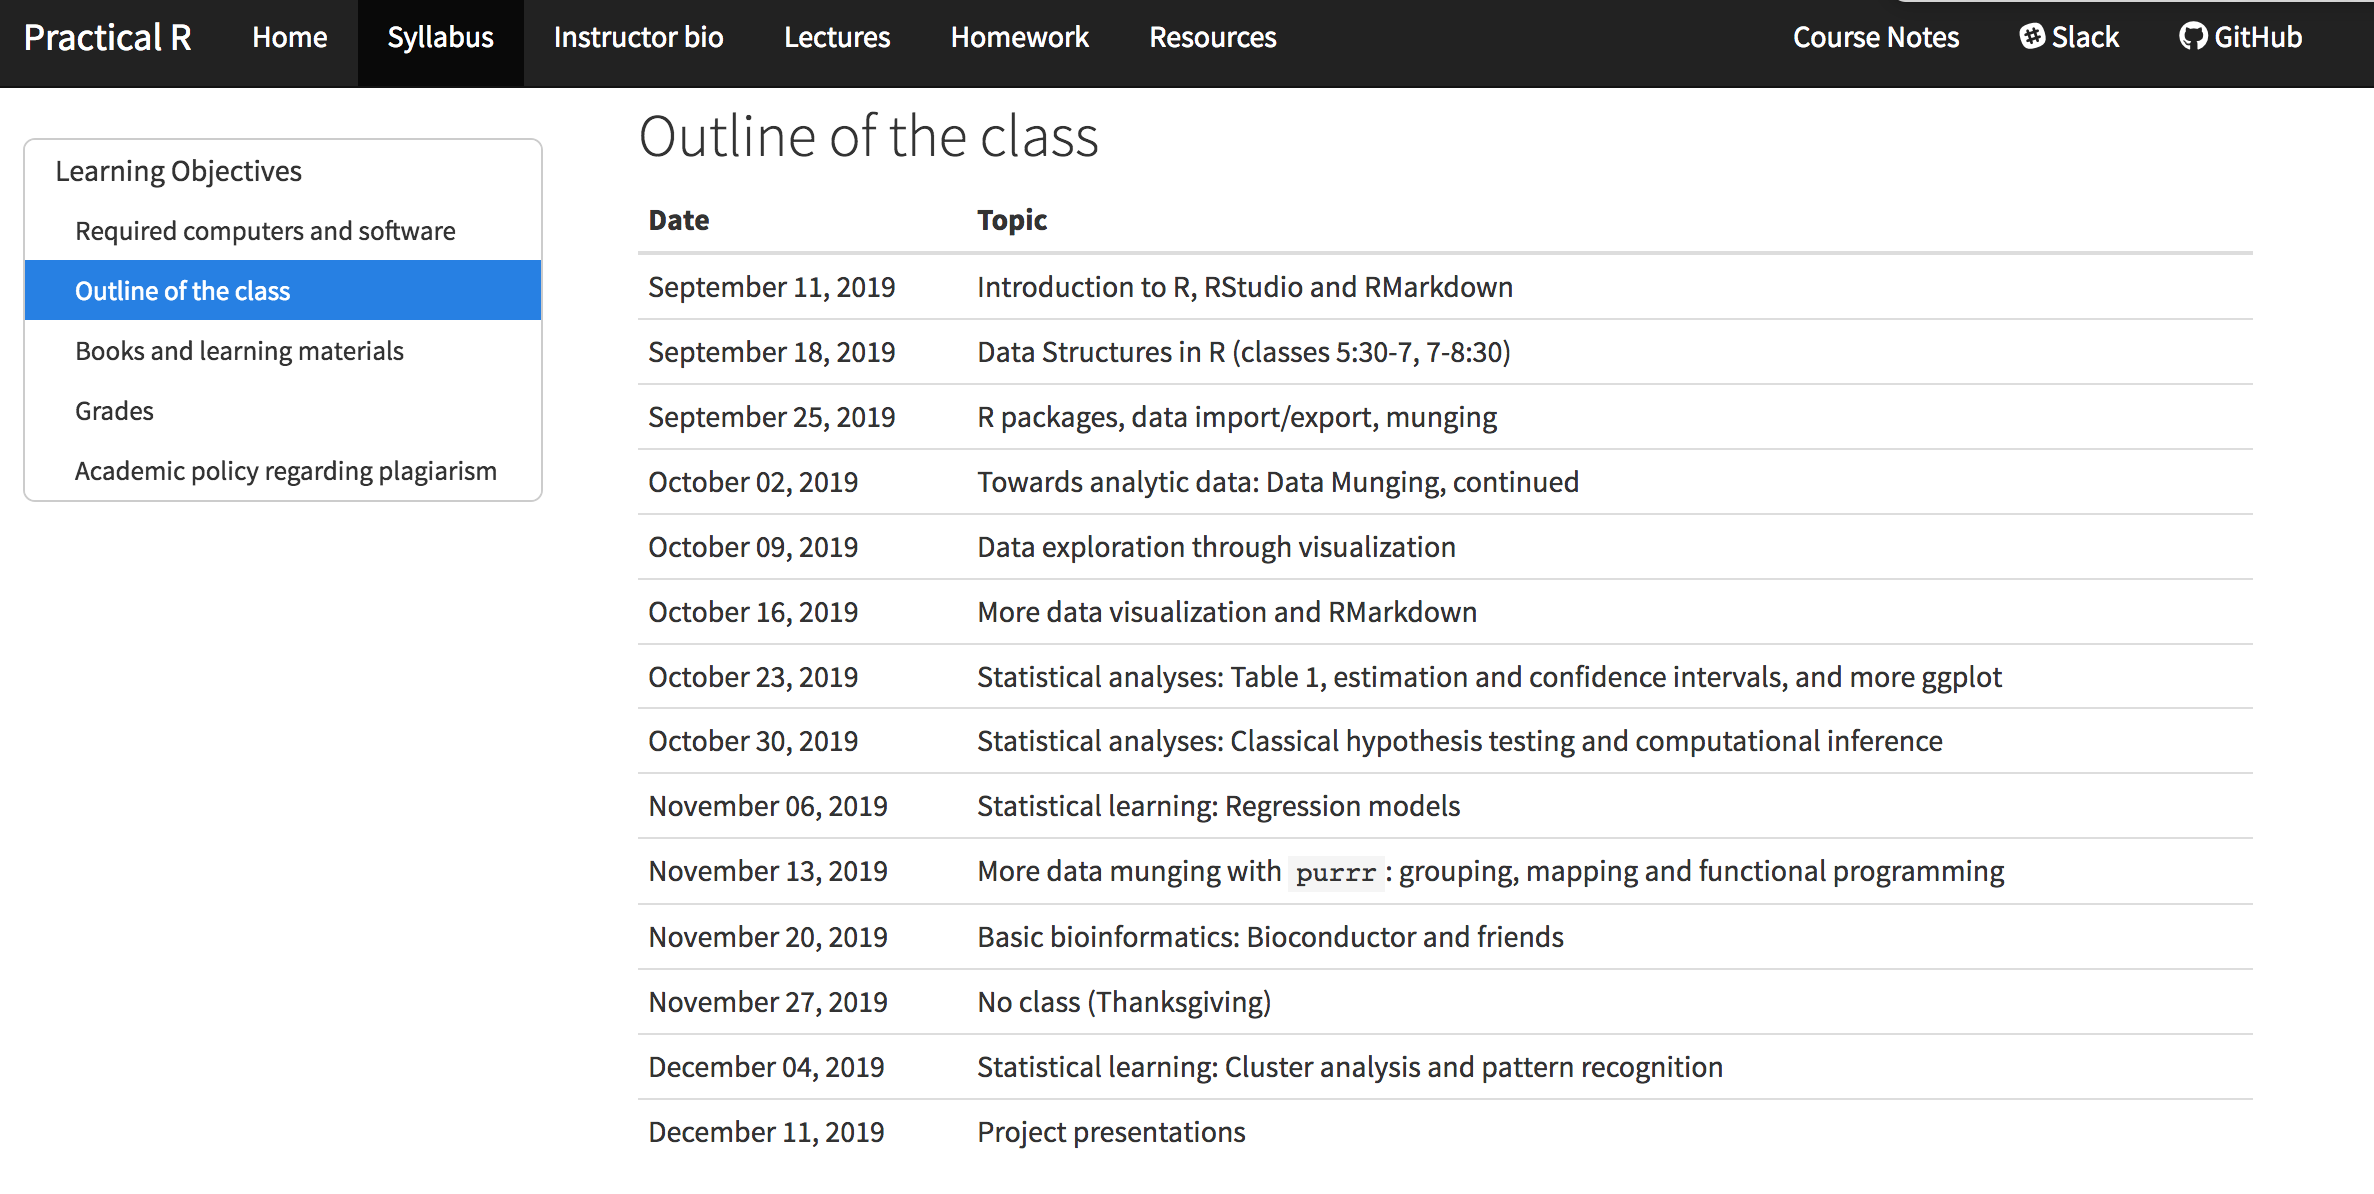 Practical R Home Syllabus Instructor bio Lectures Homework Resources Course Notes Slack GitHub
Learning Objectives
Required computers and software
Outline of the class
Books and learning materials
Grades
Academic policy regarding plagiarism
Outline of the class
Date Topic
September 11, 2019 Introduction to R, RStudio and RMarkdown
September 18, 2019 Data Structures in R (classes 5:30-7, 7-8:30)
September 25, 2019 R packages, data import/export, munging
October 02, 2019 Towards analytic data: Data Munging, continued
October 09, 2019 Data exploration through visualization
October 16, 2019 More data visualization and RMarkdown
October 23, 2019 Statistical analyses: Table 1, estimation and confidence intervals, and more ggplot
October 30, 2019 Statistical analyses: Classical hypothesis testing and computational inference
November 06, 2019 Statistical learning: Regression models
November 13, 2019 More data munging with purrr: grouping, mapping and functional programming
November 20, 2019 Basic bioinformatics: Bioconductor and friends
November 27, 2019 No class (Thanksgiving)
December 04, 2019 Statistical learning: Cluster analysis and pattern recognition
December 11, 2019 Project presentations